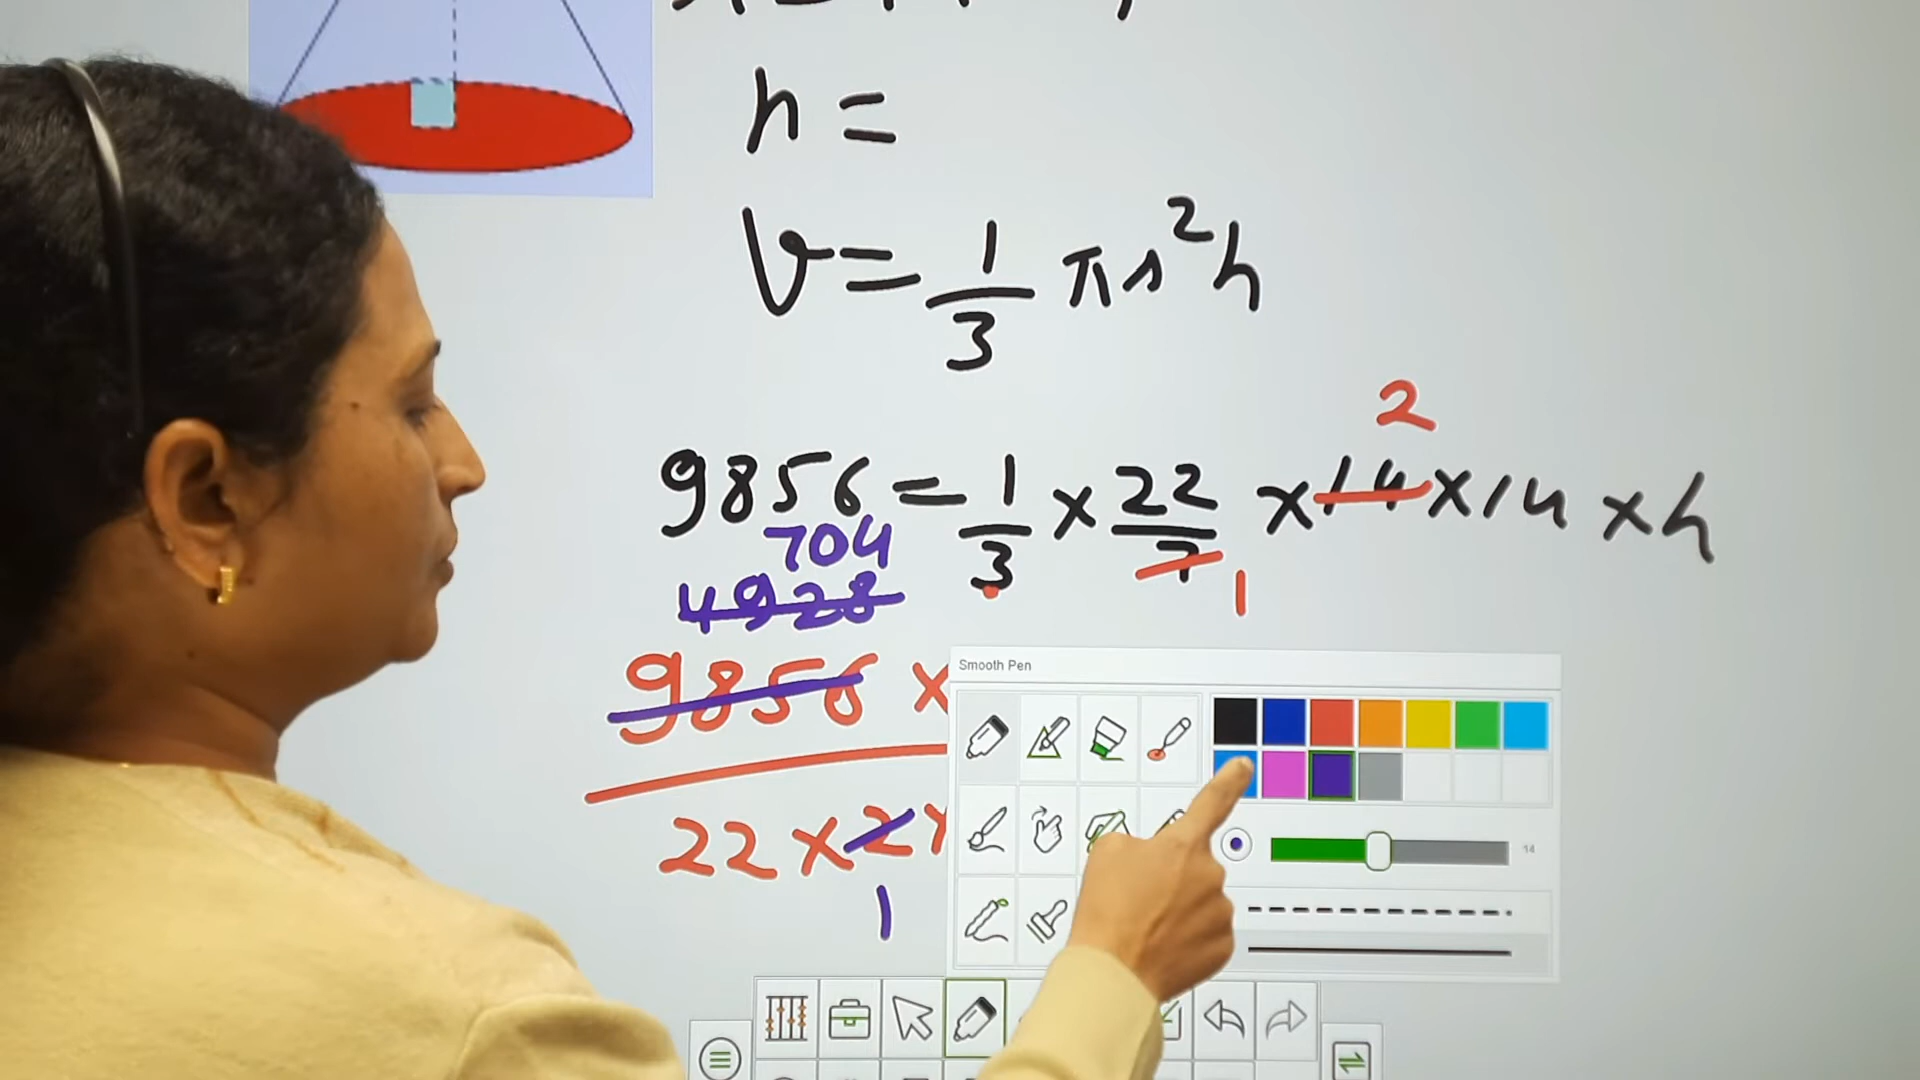 h =
V = 1/3 πr²h
2
9856 = 1/3 × 22/7 × 14 × 14 × h
704
1
4928
9856 ×
22 × 2 ×
1
Smooth Pen
14